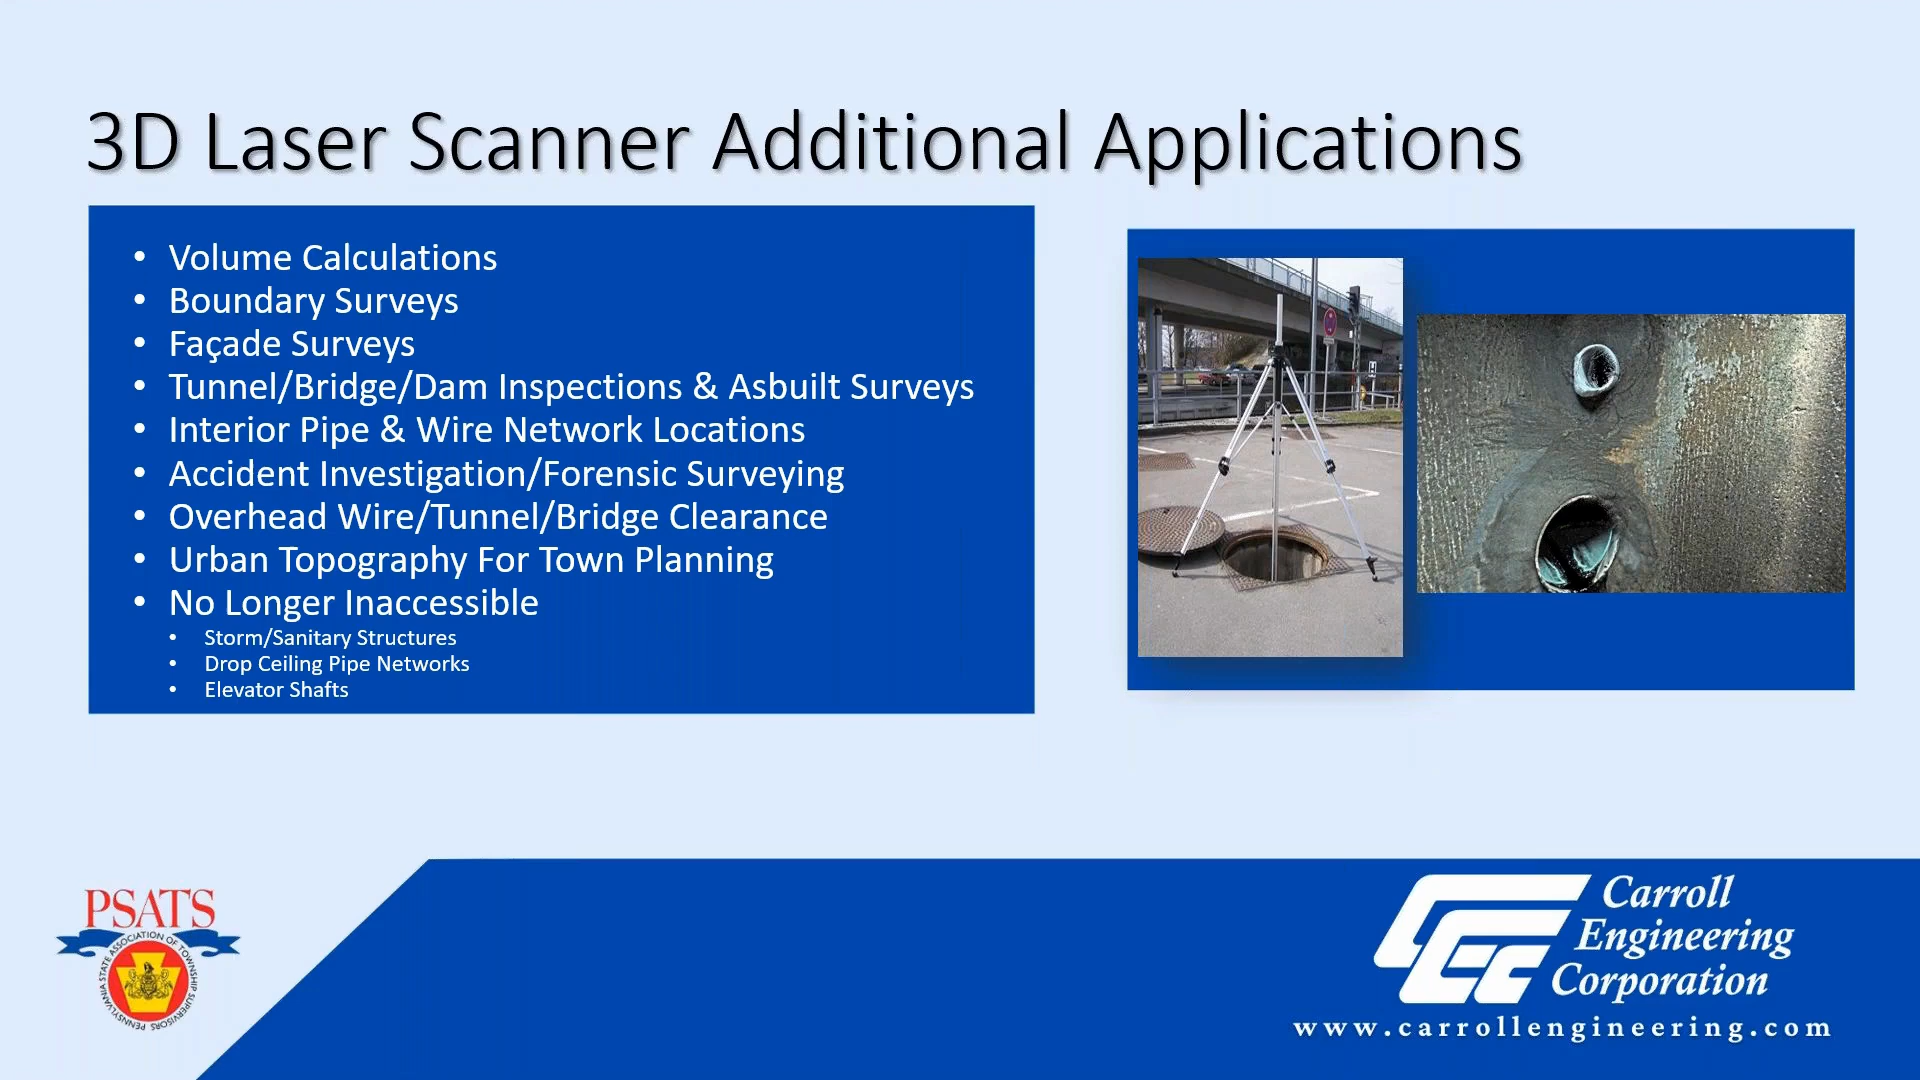 3D Laser Scanner Additional Applications
• Volume Calculations
• Boundary Surveys
• Façade Surveys
• Tunnel/Bridge/Dam Inspections & Asbuilt Surveys
• Interior Pipe & Wire Network Locations
• Accident Investigation/Forensic Surveying
• Overhead Wire/Tunnel/Bridge Clearance
• Urban Topography For Town Planning
• No Longer Inaccessible
• Storm/Sanitary Structures
• Drop Ceiling Pipe Networks
• Elevator Shafts
PSATS
PENNSYLVANIA STATE ASSOCIATION OF TOWNSHIP SUPERVISORS
Carroll
Engineering
Corporation
www.carrollengineering.com